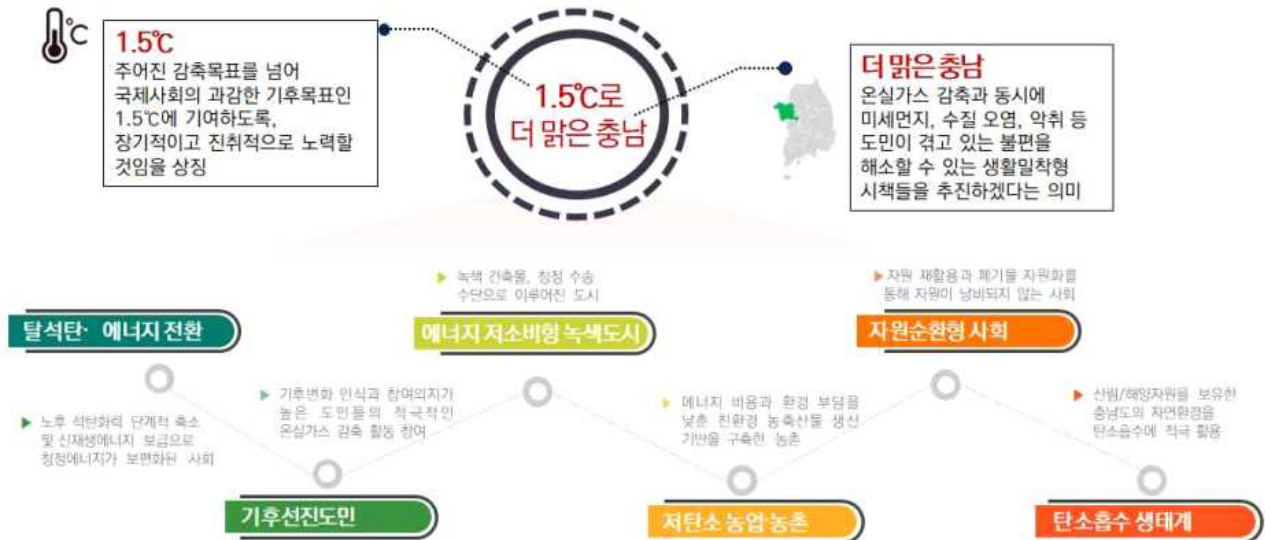 ℃
1.5℃
주어진 감축목표를 넘어
국제사회의 과감한 기후목표인
1.5℃에 기여하도록,
장기적이고 진취적으로 노력할
것임을 상징
1.5℃로
더 맑은 충남
더 맑은 충남
온실가스 감축과 동시에
미세먼지, 수질 오염, 악취 등
도민이 겪고 있는 불편을
해소할 수 있는 생활밀착형
시책들을 추진하겠다는 의미
▶ 녹색 건축물, 청정 수송
수단으로 이루어진 도시
▶ 자원 재활용과 폐기물 자원화를
통해 자원이 낭비되지 않는 사회
탈석탄· 에너지 전환
에너지 저소비형 녹색도시
자원순환형 사회
▶ 노후 석탄화력 단계적 축소
및 신재생에너지 보급으로
청정에너지가 보편화된 사회
▶ 기후변화 인식과 참여의지가
높은 도민들의 적극적인
온실가스 감축 활동 참여
▶ 에너지 비용과 환경 부담을
낮춘 친환경 농축산물 생산
기반을 구축한 농촌
▶ 산림/해양자원을 보유한
충남도의 자연환경을
탄소흡수에 적극 활용
기후선진도민
저탄소 농업·농촌
탄소흡수 생태계